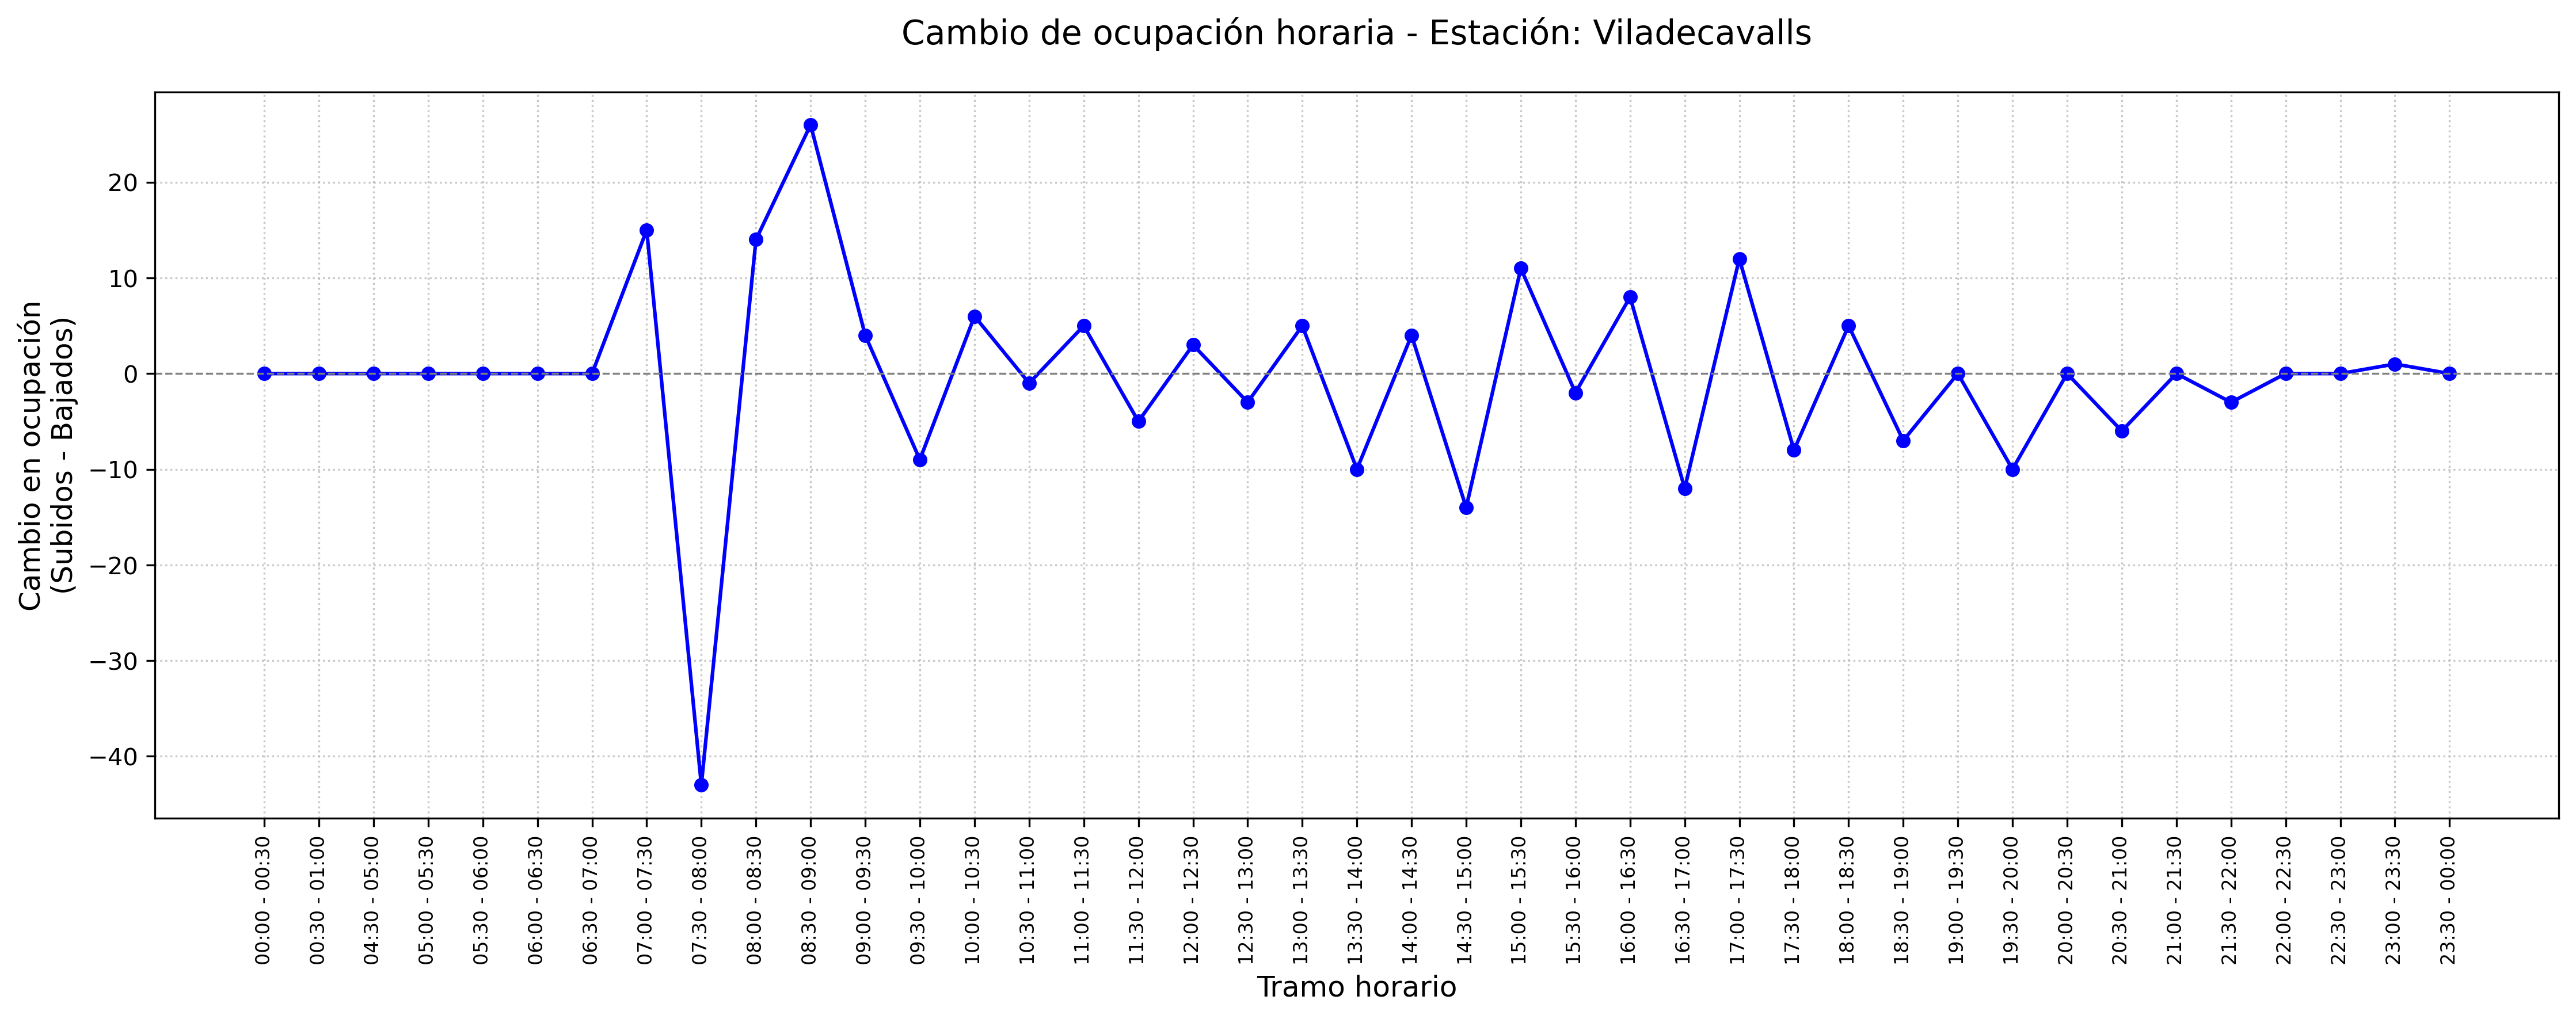 Cambio de ocupación horaria - Estación: Viladecavalls
Cambio en ocupación
(Subidos - Bajados)
20
10
0
−10
−20
−30
−40
00:00 - 00:30
00:30 - 01:00
04:30 - 05:00
05:00 - 05:30
05:30 - 06:00
06:00 - 06:30
06:30 - 07:00
07:00 - 07:30
07:30 - 08:00
08:00 - 08:30
08:30 - 09:00
09:00 - 09:30
09:30 - 10:00
10:00 - 10:30
10:30 - 11:00
11:00 - 11:30
11:30 - 12:00
12:00 - 12:30
12:30 - 13:00
13:00 - 13:30
13:30 - 14:00
14:00 - 14:30
14:30 - 15:00
15:00 - 15:30
15:30 - 16:00
16:00 - 16:30
16:30 - 17:00
17:00 - 17:30
17:30 - 18:00
18:00 - 18:30
18:30 - 19:00
19:00 - 19:30
19:30 - 20:00
20:00 - 20:30
20:30 - 21:00
21:00 - 21:30
21:30 - 22:00
22:00 - 22:30
22:30 - 23:00
23:00 - 23:30
23:30 - 00:00
Tramo horario